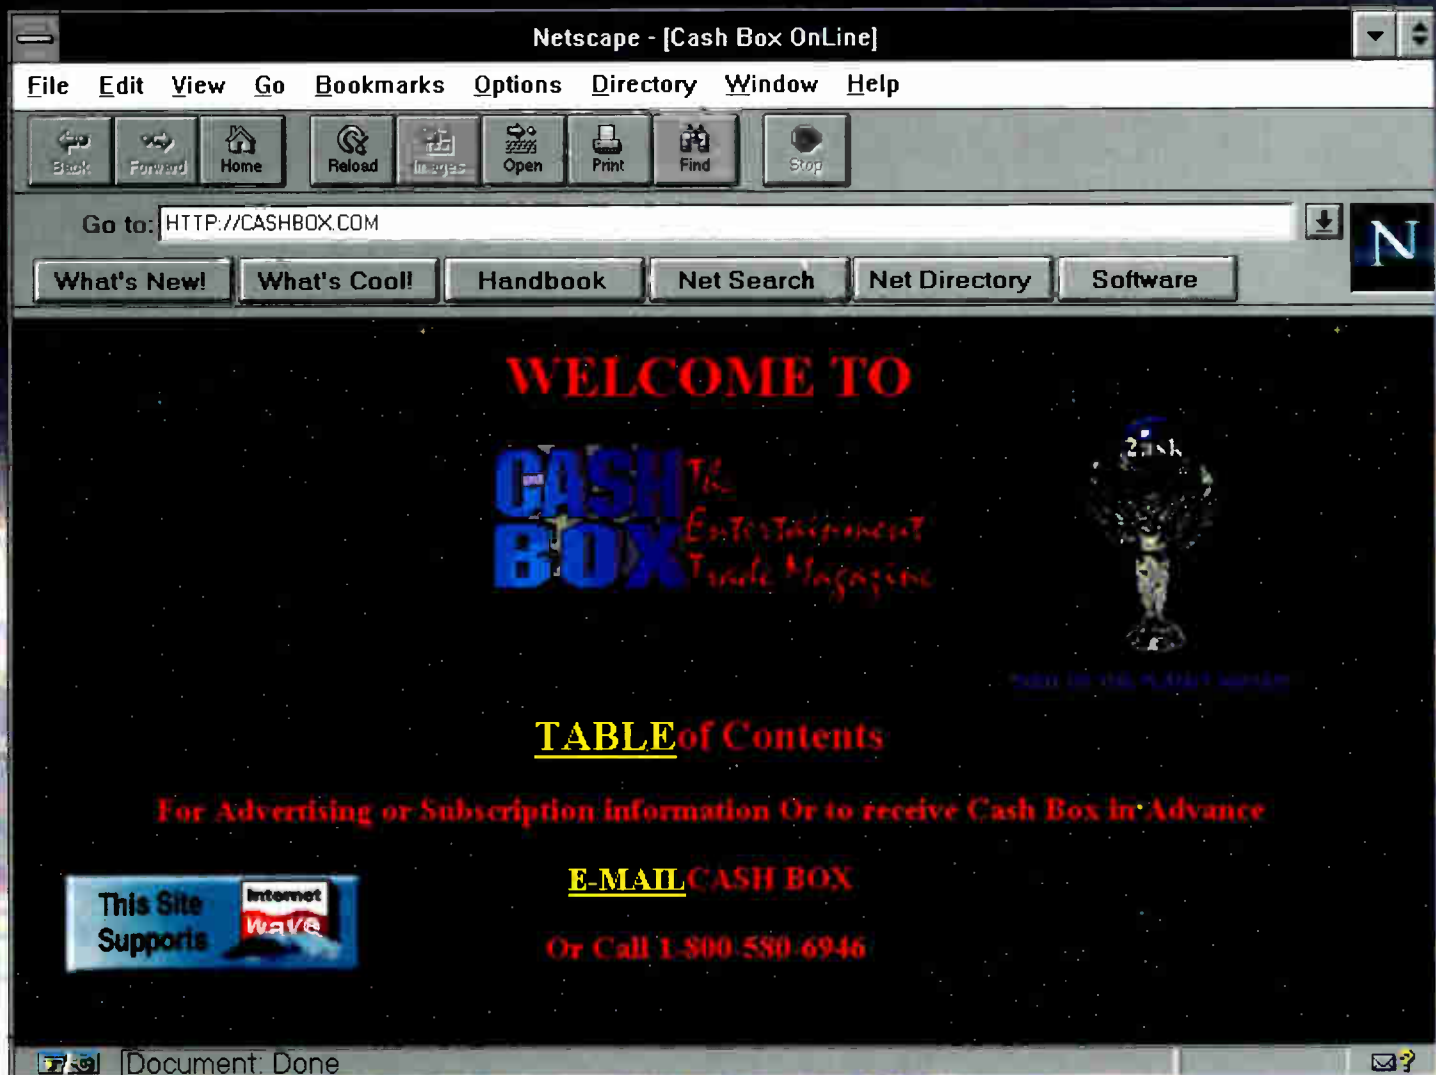 Netscape - [Cash Box OnLine]
File Edit View Go Bookmarks Options Directory Window Help
Back Forward Home Reload Images Open Print Find Stop
Go to: HTTP://CASHBOX.COM
N
What's New! What's Cool! Handbook Net Search Net Directory Software
WELCOME TO
CASH BOX The Entertainment Trade Magazine
TABLE of Contents
For Advertising or Subscription information Or to receive Cash Box in Advance
E-MAIL CASH BOX
Or Call 1-800-580-6946
This Site Supports
Internet wave
Document: Done